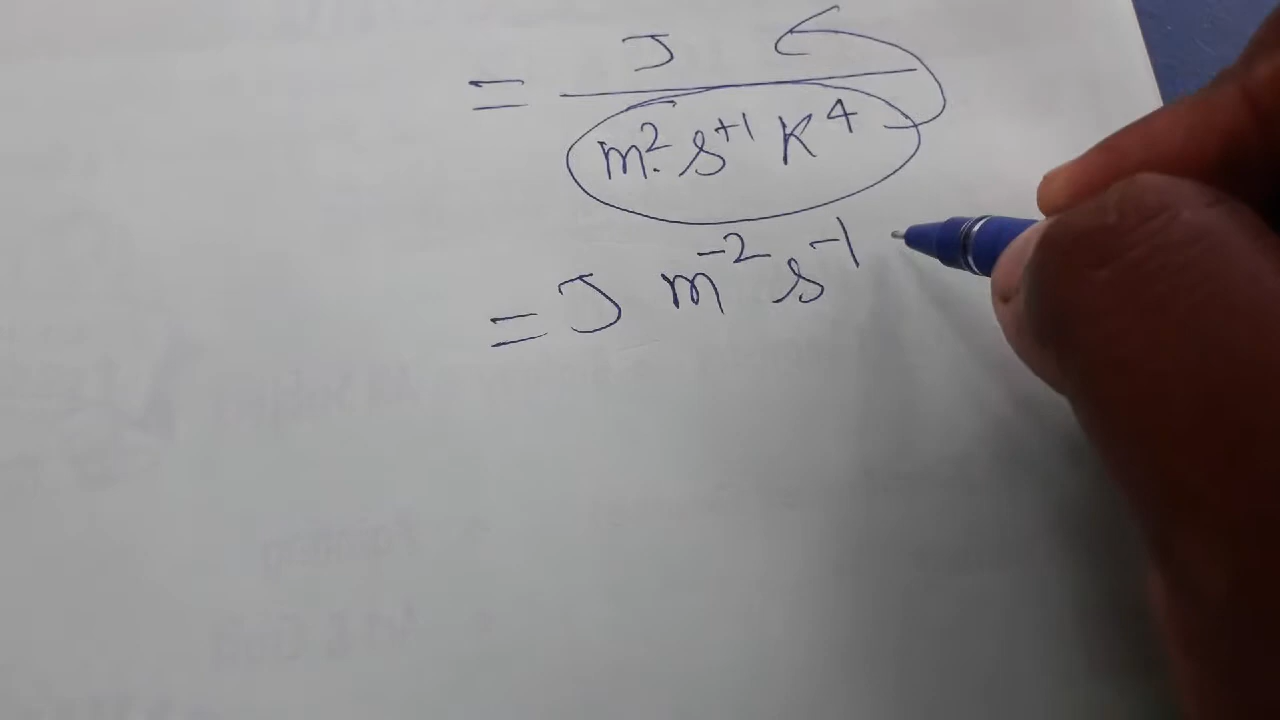 = J / m² s⁺¹ K⁴
= J m⁻² s⁻¹